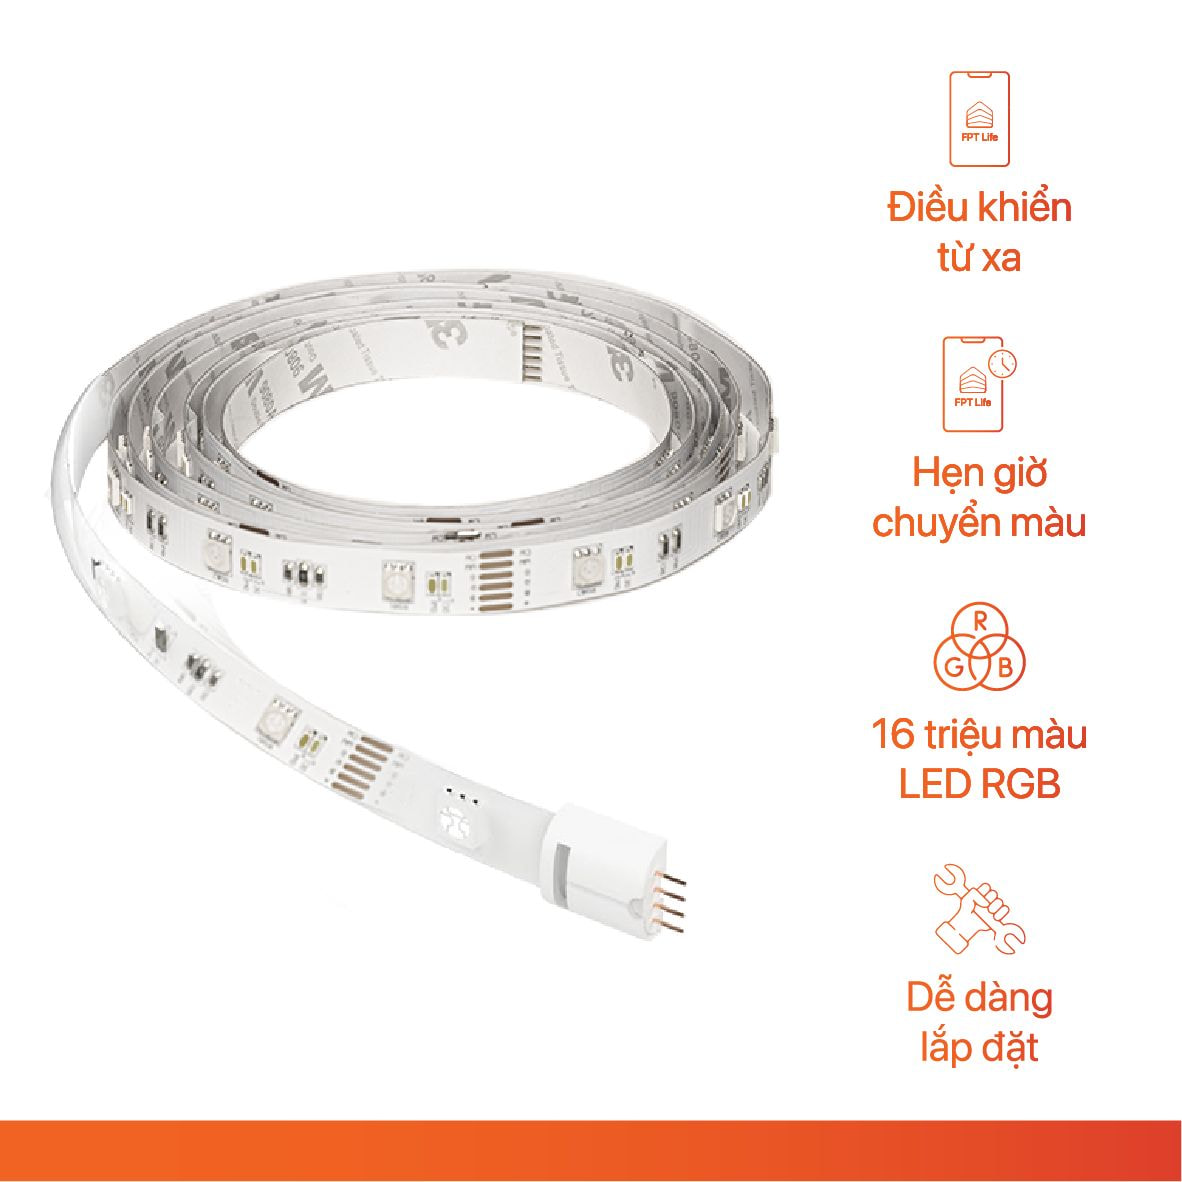 FPT Life
Điều khiển
từ xa
FPT Life
Hẹn giờ
chuyển màu
R
G B
16 triệu màu
LED RGB
Dễ dàng
lắp đặt